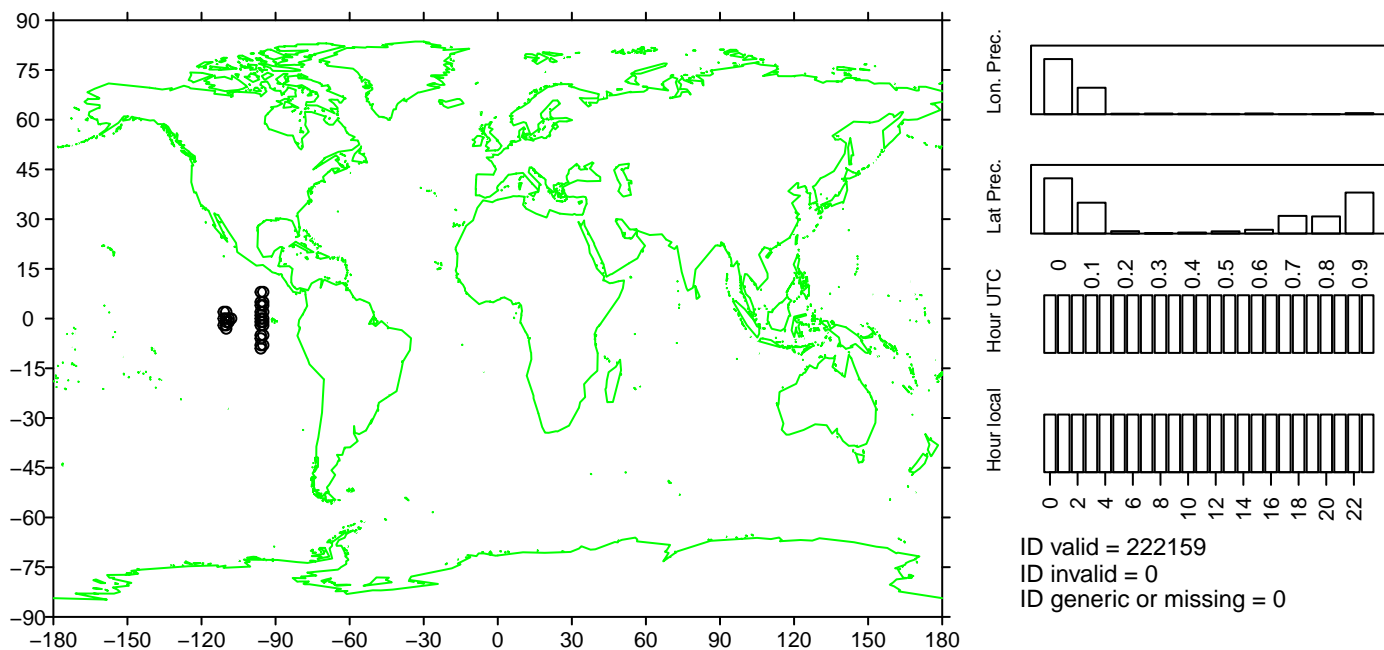 90
75
60
45
30
15
0
−15
−30
−45
−60
−75
−90
−180 −150 −120 −90 −60 −30 0 30 60 90 120 150 180
Lon. Prec.
Lat Prec.
0 0.1 0.2 0.3 0.4 0.5 0.6 0.7 0.8 0.9
Hour UTC
Hour local
0 2 4 6 8 10 12 14 16 18 20 22
ID valid = 222159
ID invalid = 0
ID generic or missing = 0